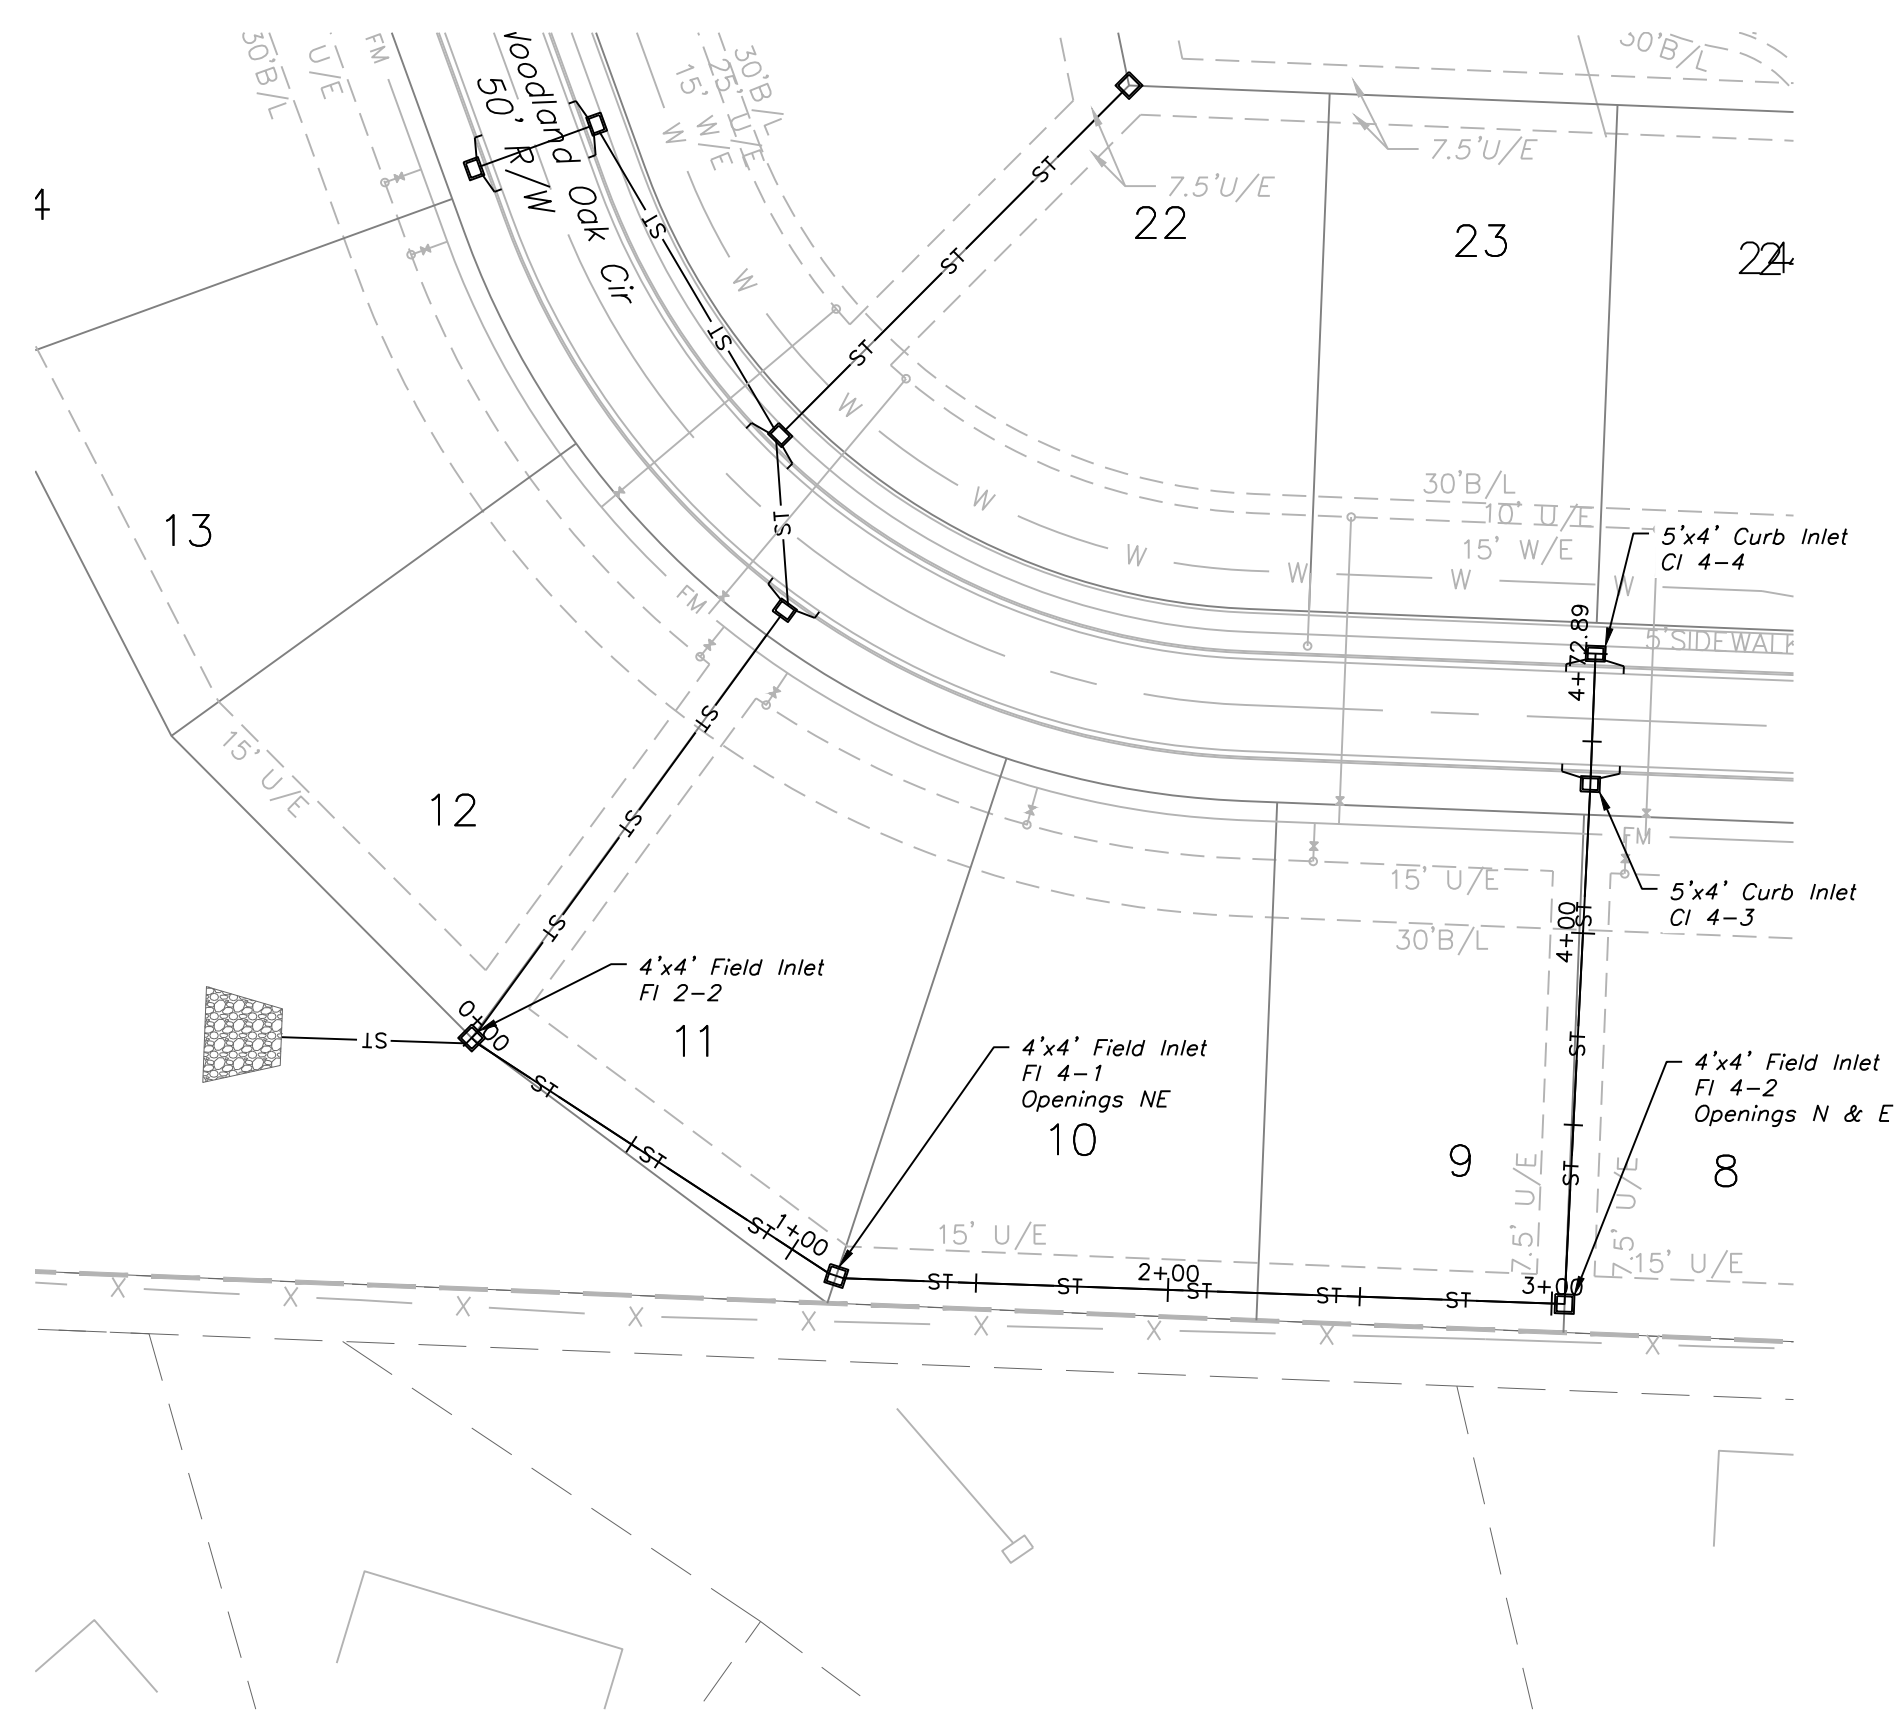 30'B/L
U/E
FM
Woodland Oak Cir
50' R/W
15' W/E
25' U/E
30'B/L
W
W
30'B/L
7.5'U/E
7.5'U/E
22
23
24
ST
ST
ST
ST
ST
W
W
W
W
W
W
W
13
ST
FM
30'B/L
10' U/E
15' W/E
5'x4' Curb Inlet
CI 4-4
4+72.89
5'SIDEWALK
15' U/E
12
ST
ST
ST
FM
15' U/E
30'B/L
5'x4' Curb Inlet
CI 4-3
4+00
ST
4'x4' Field Inlet
FI 2-2
0+00
ST
11
4'x4' Field Inlet
FI 4-1
Openings NE
10
4'x4' Field Inlet
FI 4-2
Openings N & E
9
8
ST
ST
ST
ST
ST
1+00
ST
15' U/E
7.5' U/E
7.5' U/E
15' U/E
ST
ST
2+00
ST
ST
ST
3+00
X
X
X
X
X
X
X
X
X